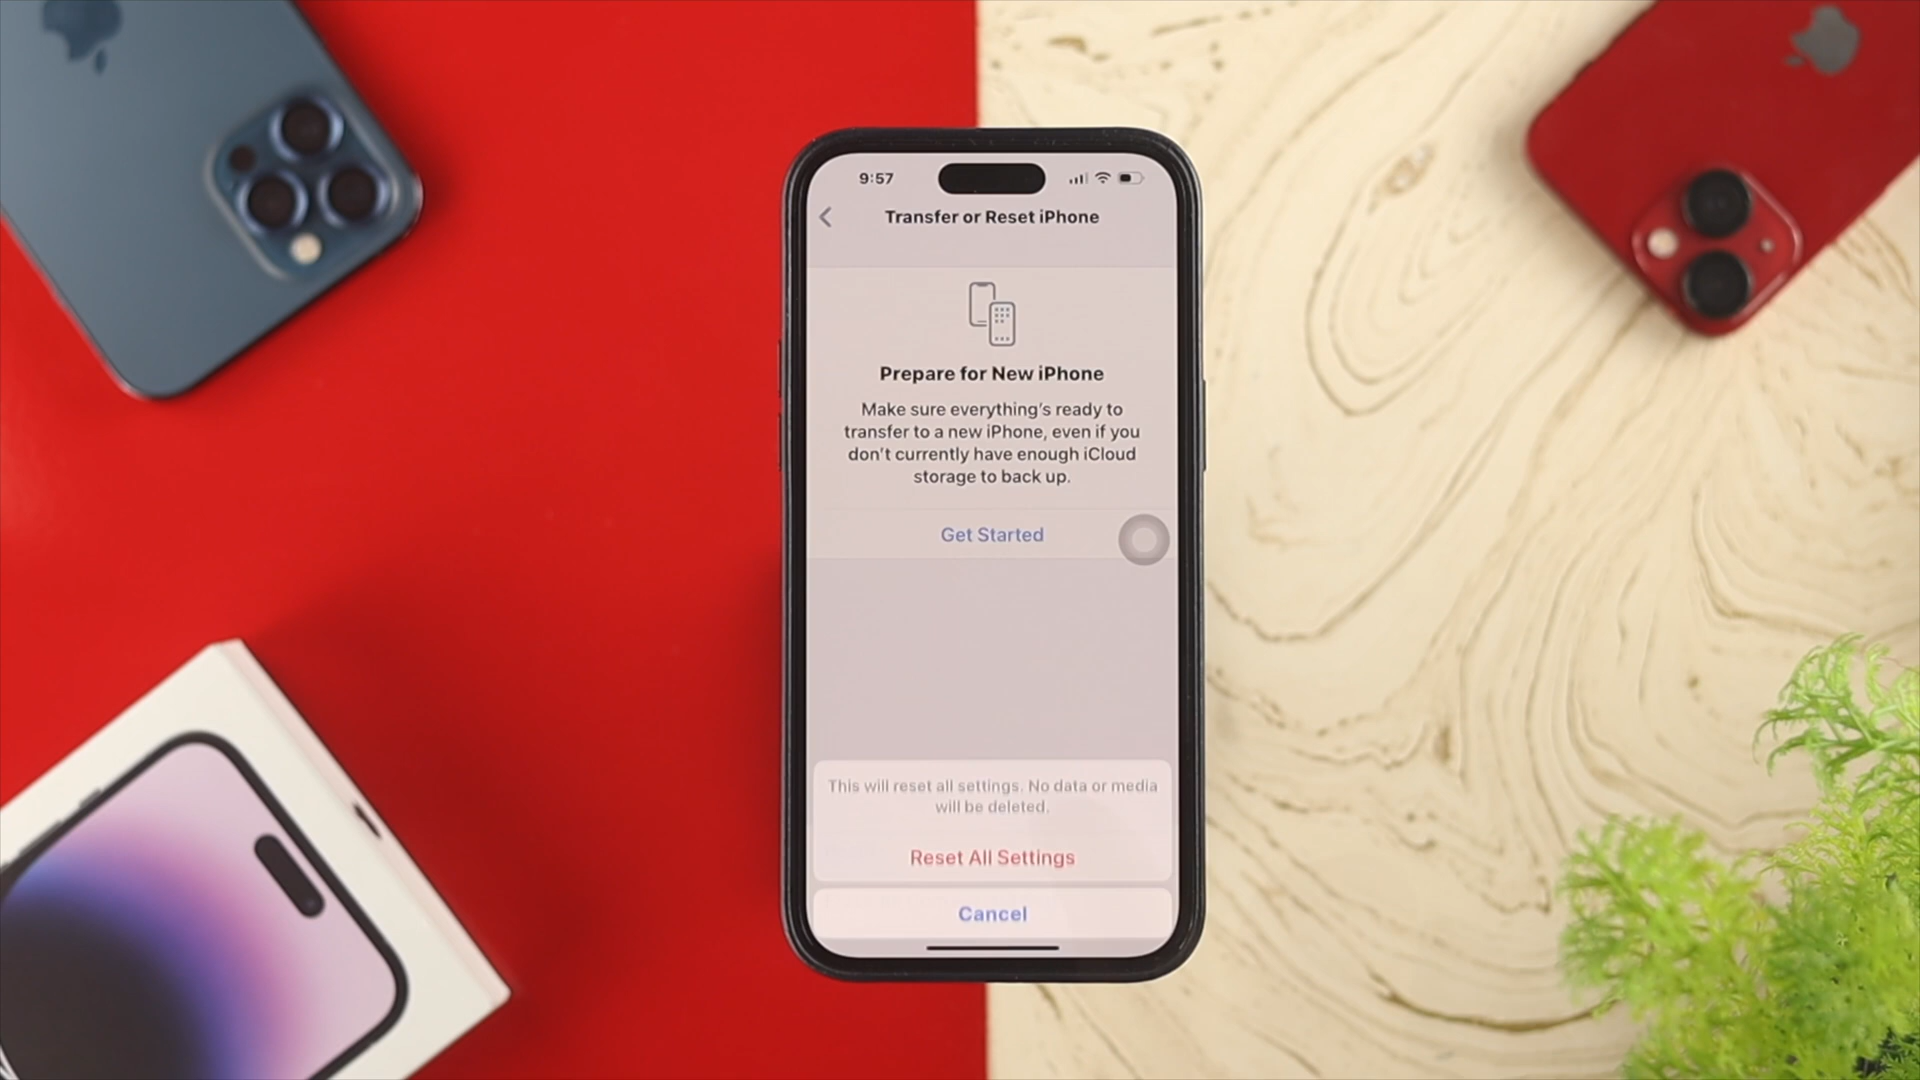 9:57
Transfer or Reset iPhone
Prepare for New iPhone
Make sure everything's ready to
transfer to a new iPhone, even if you
don't currently have enough iCloud
storage to back up.
Get Started
This will reset all settings. No data or media
will be deleted.
Reset All Settings
Cancel